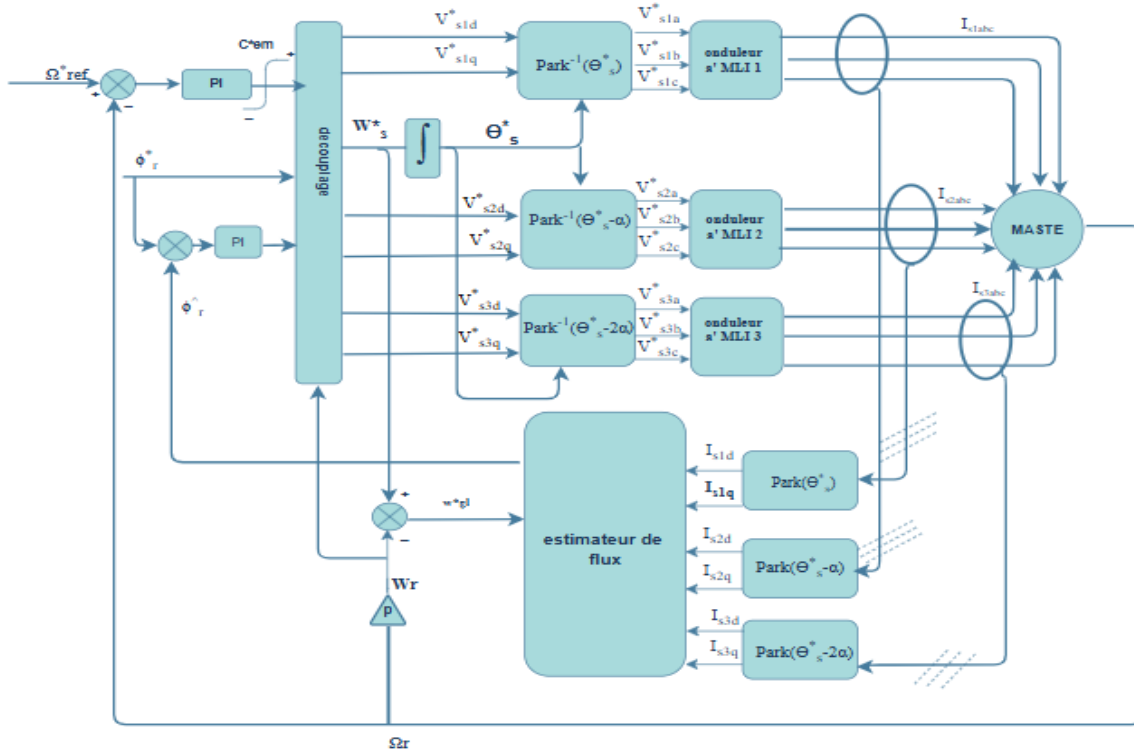 V*s1d
V*s1a
Is1abc
C*em
V*s1q
V*s1b
onduleur
a' MLI 1
Ω*ref
+
PI
+
−
−
Park⁻¹(Θ*s)
V*s1c
decouplage
W*s
∫
Θ*s
ϕ*r
V*s2d
Park⁻¹(Θ*s-α)
V*s2a
V*s2b
V*s2c
onduleur
a' MLI 2
Is2abc
MASTE
PI
V*s2q
ϕ^r
V*s3d
V*s3q
Park⁻¹(Θ*s-2α)
V*s3a
V*s3b
V*s3c
onduleur
a' MLI 3
Is3abc
Is1d
Is1q
Park(Θ*s)
+
−
w*gl
estimateur de
flux
Is2d
Is2q
Park(Θ*s-α)
Wr
p
Is3d
Is3q
Park(Θ*s-2α)
Ωr